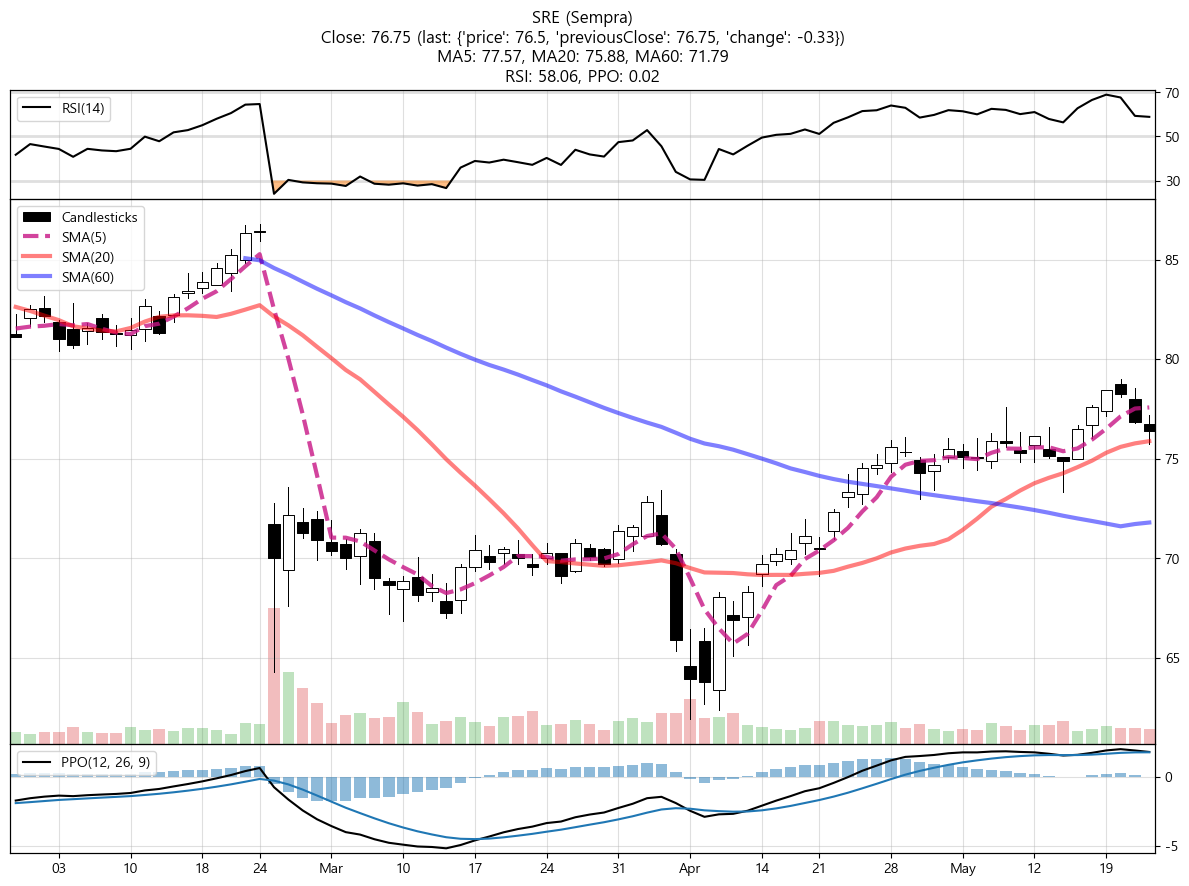 SRE (Sempra)
Close: 76.75 (last: {'price': 76.5, 'previousClose': 76.75, 'change': -0.33})
MA5: 77.57, MA20: 75.88, MA60: 71.79
RSI: 58.06, PPO: 0.02
RSI(14)
70
50
30
Candlesticks
SMA(5)
SMA(20)
SMA(60)
85
80
75
70
65
PPO(12, 26, 9)
0
-5
03 10 18 24 Mar 10 17 24 31 Apr 14 21 28 May 12 19